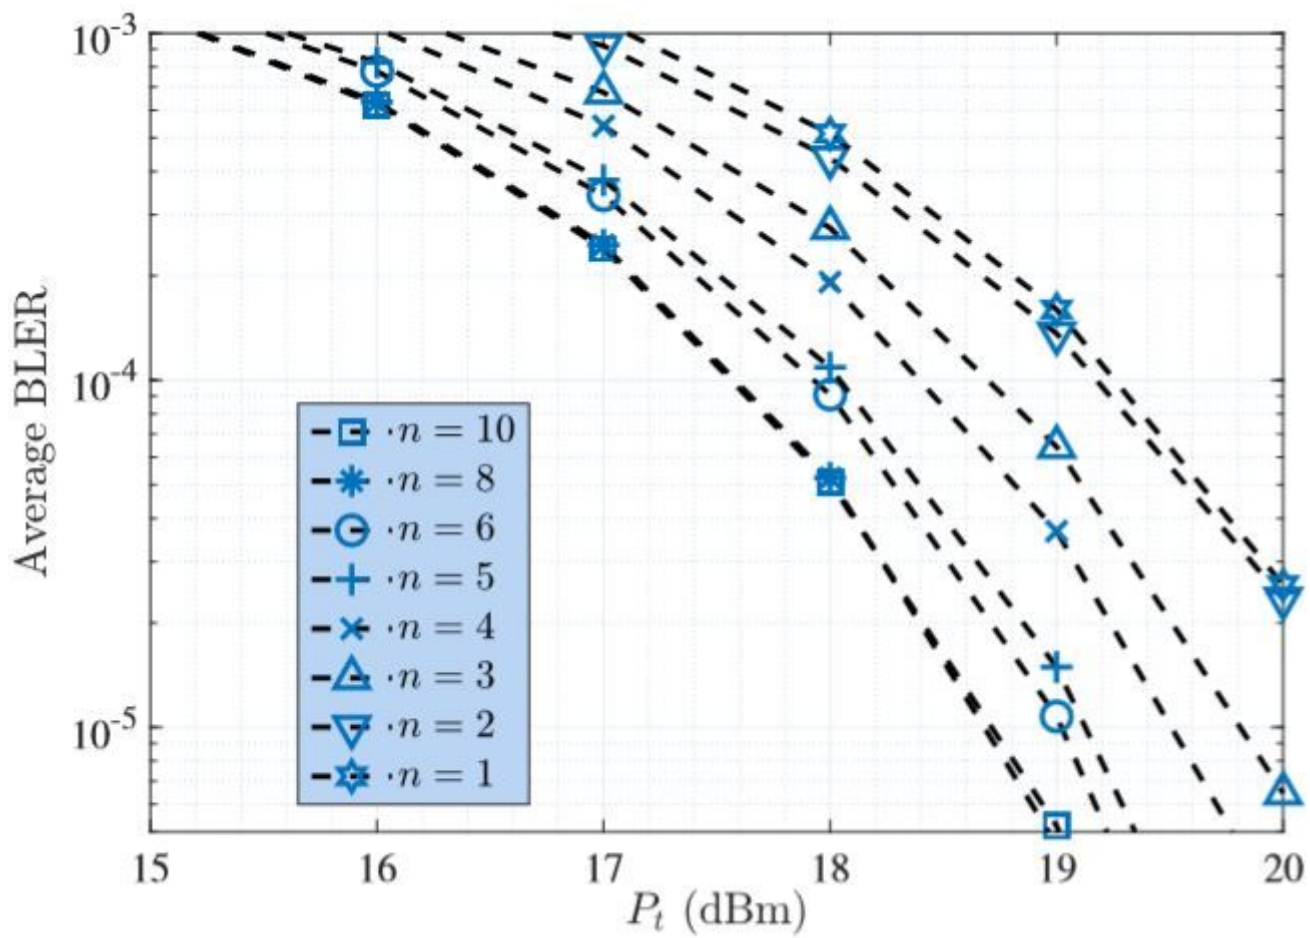 10^-3
10^-4
10^-5
Average BLER
n = 10
n = 8
n = 6
n = 5
n = 4
n = 3
n = 2
n = 1
15 16 17 18 19 20
P_t (dBm)